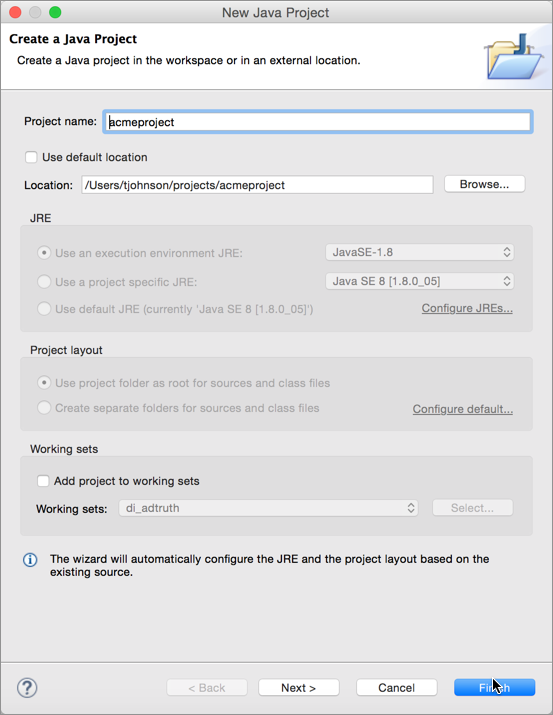 New Java Project
Create a Java Project
Create a Java project in the workspace or in an external location.
Project name: acmeproject
Use default location
Location: /Users/tjohnson/projects/acmeproject Browse...
JRE
Use an execution environment JRE: JavaSE-1.8
Use a project specific JRE: Java SE 8 [1.8.0_05]
Use default JRE (currently 'Java SE 8 [1.8.0_05]') Configure JREs...
Project layout
Use project folder as root for sources and class files
Create separate folders for sources and class files Configure default...
Working sets
Add project to working sets
Working sets: di_adtruth Select...
The wizard will automatically configure the JRE and the project layout based on the
existing source.
? < Back Next > Cancel Finish